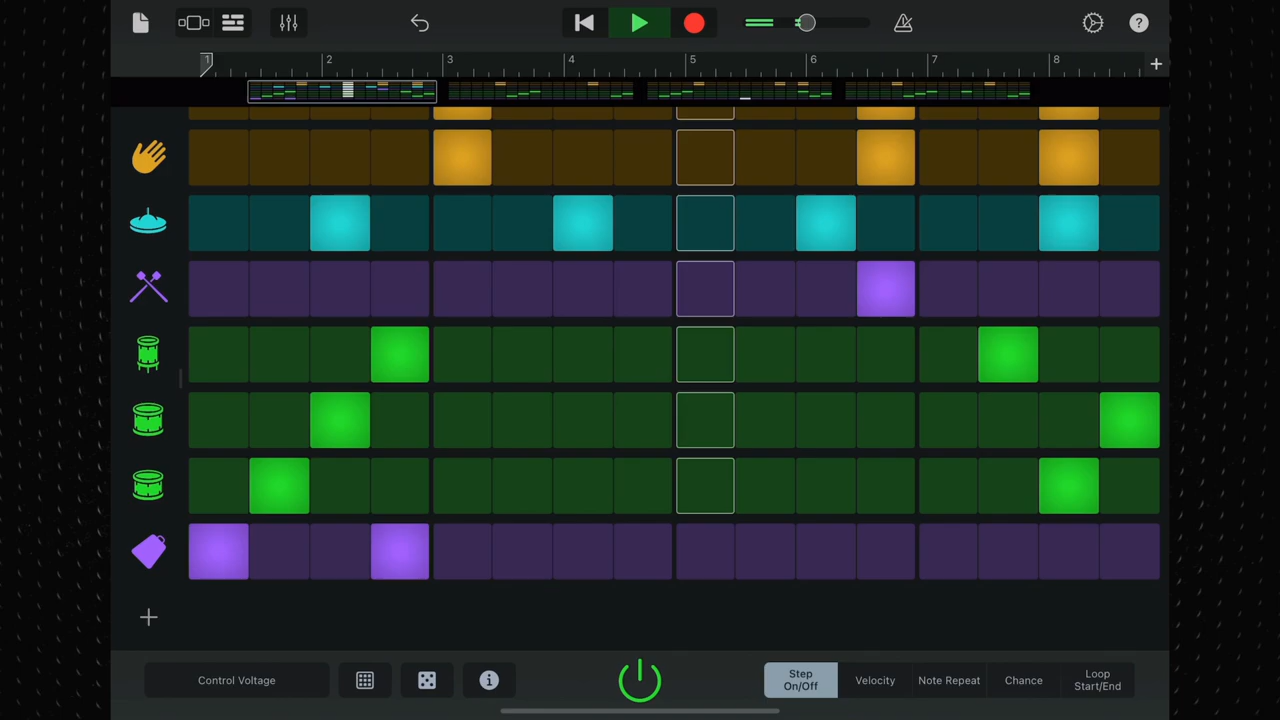 1 2 3 4 5 6 7 8
Control Voltage
Step
On/Off
Velocity
Note Repeat
Chance
Loop
Start/End